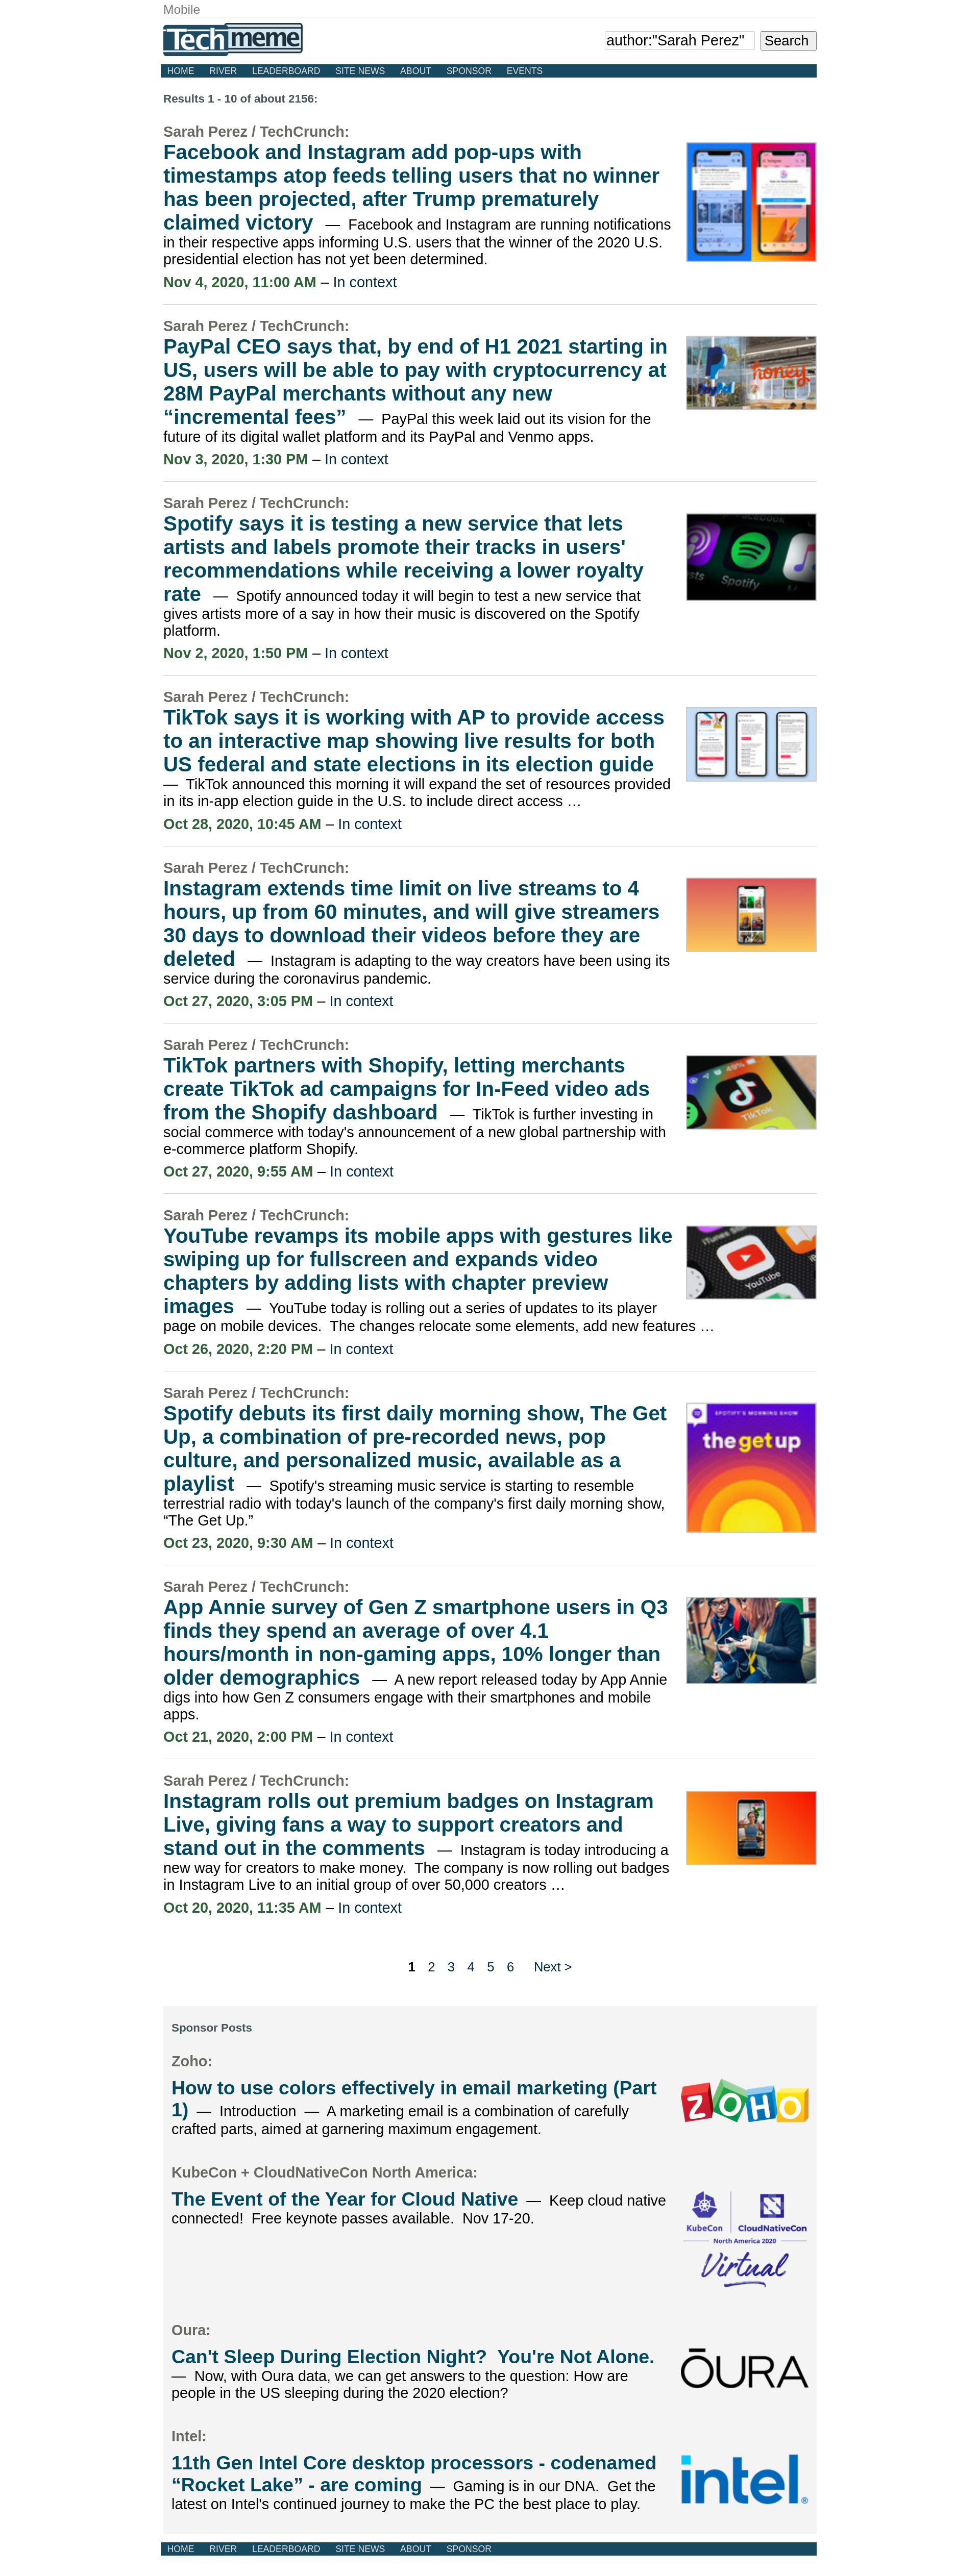 Mobile
Techmeme
author:"Sarah Perez"
Search
HOME RIVER LEADERBOARD SITE NEWS ABOUT SPONSOR EVENTS
Results 1 - 10 of about 2156:
Sarah Perez / TechCrunch:
Facebook and Instagram add pop-ups with
timestamps atop feeds telling users that no winner
has been projected, after Trump prematurely
claimed victory — Facebook and Instagram are running notifications
in their respective apps informing U.S. users that the winner of the 2020 U.S.
presidential election has not yet been determined.
Nov 4, 2020, 11:00 AM – In context
Sarah Perez / TechCrunch:
PayPal CEO says that, by end of H1 2021 starting in
US, users will be able to pay with cryptocurrency at
28M PayPal merchants without any new
“incremental fees” — PayPal this week laid out its vision for the
future of its digital wallet platform and its PayPal and Venmo apps.
Nov 3, 2020, 1:30 PM – In context
PayPal
honey
Sarah Perez / TechCrunch:
Spotify says it is testing a new service that lets
artists and labels promote their tracks in users'
recommendations while receiving a lower royalty
rate — Spotify announced today it will begin to test a new service that
gives artists more of a say in how their music is discovered on the Spotify
platform.
Nov 2, 2020, 1:50 PM – In context
Spotify
Sarah Perez / TechCrunch:
TikTok says it is working with AP to provide access
to an interactive map showing live results for both
US federal and state elections in its election guide
— TikTok announced this morning it will expand the set of resources provided
in its in-app election guide in the U.S. to include direct access …
Oct 28, 2020, 10:45 AM – In context
Sarah Perez / TechCrunch:
Instagram extends time limit on live streams to 4
hours, up from 60 minutes, and will give streamers
30 days to download their videos before they are
deleted — Instagram is adapting to the way creators have been using its
service during the coronavirus pandemic.
Oct 27, 2020, 3:05 PM – In context
Sarah Perez / TechCrunch:
TikTok partners with Shopify, letting merchants
create TikTok ad campaigns for In-Feed video ads
from the Shopify dashboard — TikTok is further investing in
social commerce with today's announcement of a new global partnership with
e-commerce platform Shopify.
Oct 27, 2020, 9:55 AM – In context
TikTok
Sarah Perez / TechCrunch:
YouTube revamps its mobile apps with gestures like
swiping up for fullscreen and expands video
chapters by adding lists with chapter preview
images — YouTube today is rolling out a series of updates to its player
page on mobile devices. The changes relocate some elements, add new features …
Oct 26, 2020, 2:20 PM – In context
YouTube
Sarah Perez / TechCrunch:
Spotify debuts its first daily morning show, The Get
Up, a combination of pre-recorded news, pop
culture, and personalized music, available as a
playlist — Spotify's streaming music service is starting to resemble
terrestrial radio with today's launch of the company's first daily morning show,
“The Get Up.”
Oct 23, 2020, 9:30 AM – In context
SPOTIFY'S MORNING SHOW
the get up
Sarah Perez / TechCrunch:
App Annie survey of Gen Z smartphone users in Q3
finds they spend an average of over 4.1
hours/month in non-gaming apps, 10% longer than
older demographics — A new report released today by App Annie
digs into how Gen Z consumers engage with their smartphones and mobile
apps.
Oct 21, 2020, 2:00 PM – In context
Sarah Perez / TechCrunch:
Instagram rolls out premium badges on Instagram
Live, giving fans a way to support creators and
stand out in the comments — Instagram is today introducing a
new way for creators to make money. The company is now rolling out badges
in Instagram Live to an initial group of over 50,000 creators …
Oct 20, 2020, 11:35 AM – In context
1 2 3 4 5 6 Next >
Sponsor Posts
Zoho:
How to use colors effectively in email marketing (Part
1) — Introduction — A marketing email is a combination of carefully
crafted parts, aimed at garnering maximum engagement.
ZOHO
KubeCon + CloudNativeCon North America:
The Event of the Year for Cloud Native — Keep cloud native
connected! Free keynote passes available. Nov 17-20.
KubeCon CloudNativeCon
North America 2020
Virtual
Oura:
Can't Sleep During Election Night? You're Not Alone.
— Now, with Oura data, we can get answers to the question: How are
people in the US sleeping during the 2020 election?
ŌURA
Intel:
11th Gen Intel Core desktop processors - codenamed
“Rocket Lake” - are coming — Gaming is in our DNA. Get the
latest on Intel's continued journey to make the PC the best place to play.
intel®
HOME RIVER LEADERBOARD SITE NEWS ABOUT SPONSOR